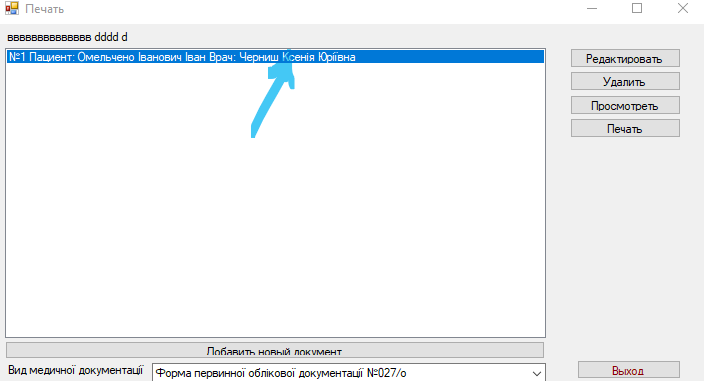 Печать
вввввввввввввв dddd d
№1 Пациент: Омельчено Іванович Іван Врач: Черниш Ксенія Юріївна
Редактировать
Удалить
Просмотреть
Печать
Добавить новый документ
Вид медичної документації
Форма первинної облікової документації №027/о
Выход